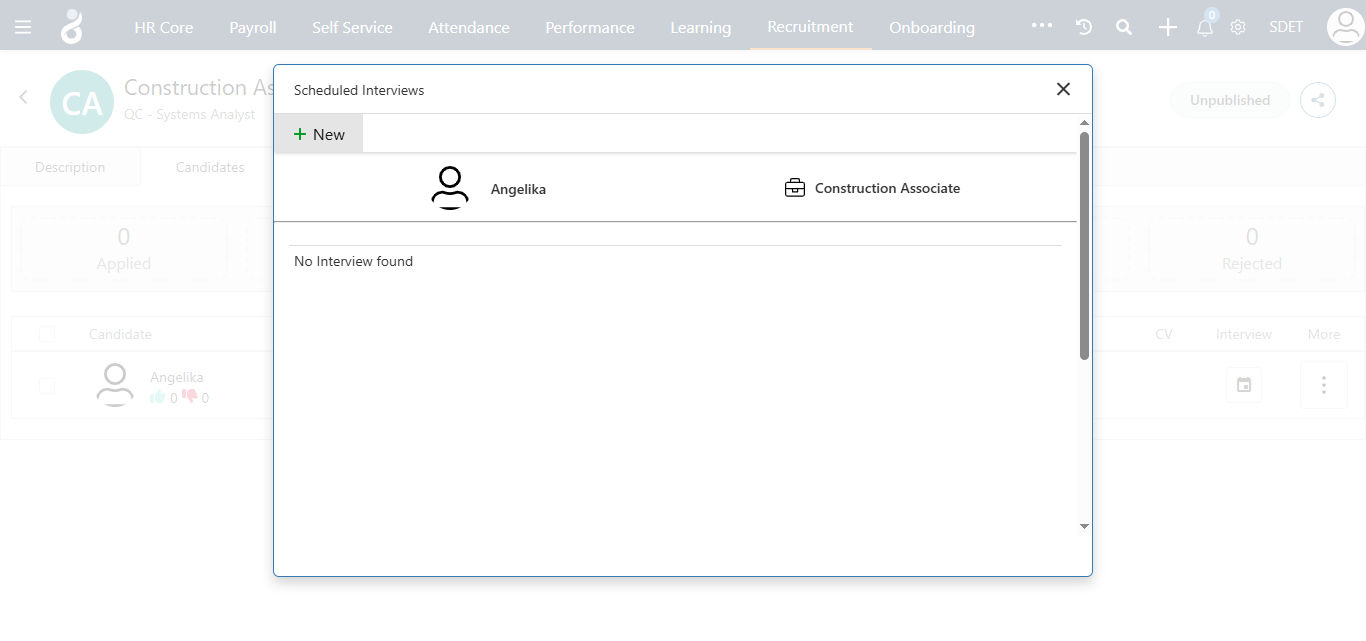 HR Core Payroll Self Service Attendance Performance Learning Recruitment Onboarding ••• 0 SDET
CA
Construction As
QC - Systems Analyst
Unpublished
Scheduled Interviews
+ New
Angelika
Construction Associate
No Interview found
Description Candidates
0
Applied
0
Rejected
Candidate CV Interview More
Angelika
0 0